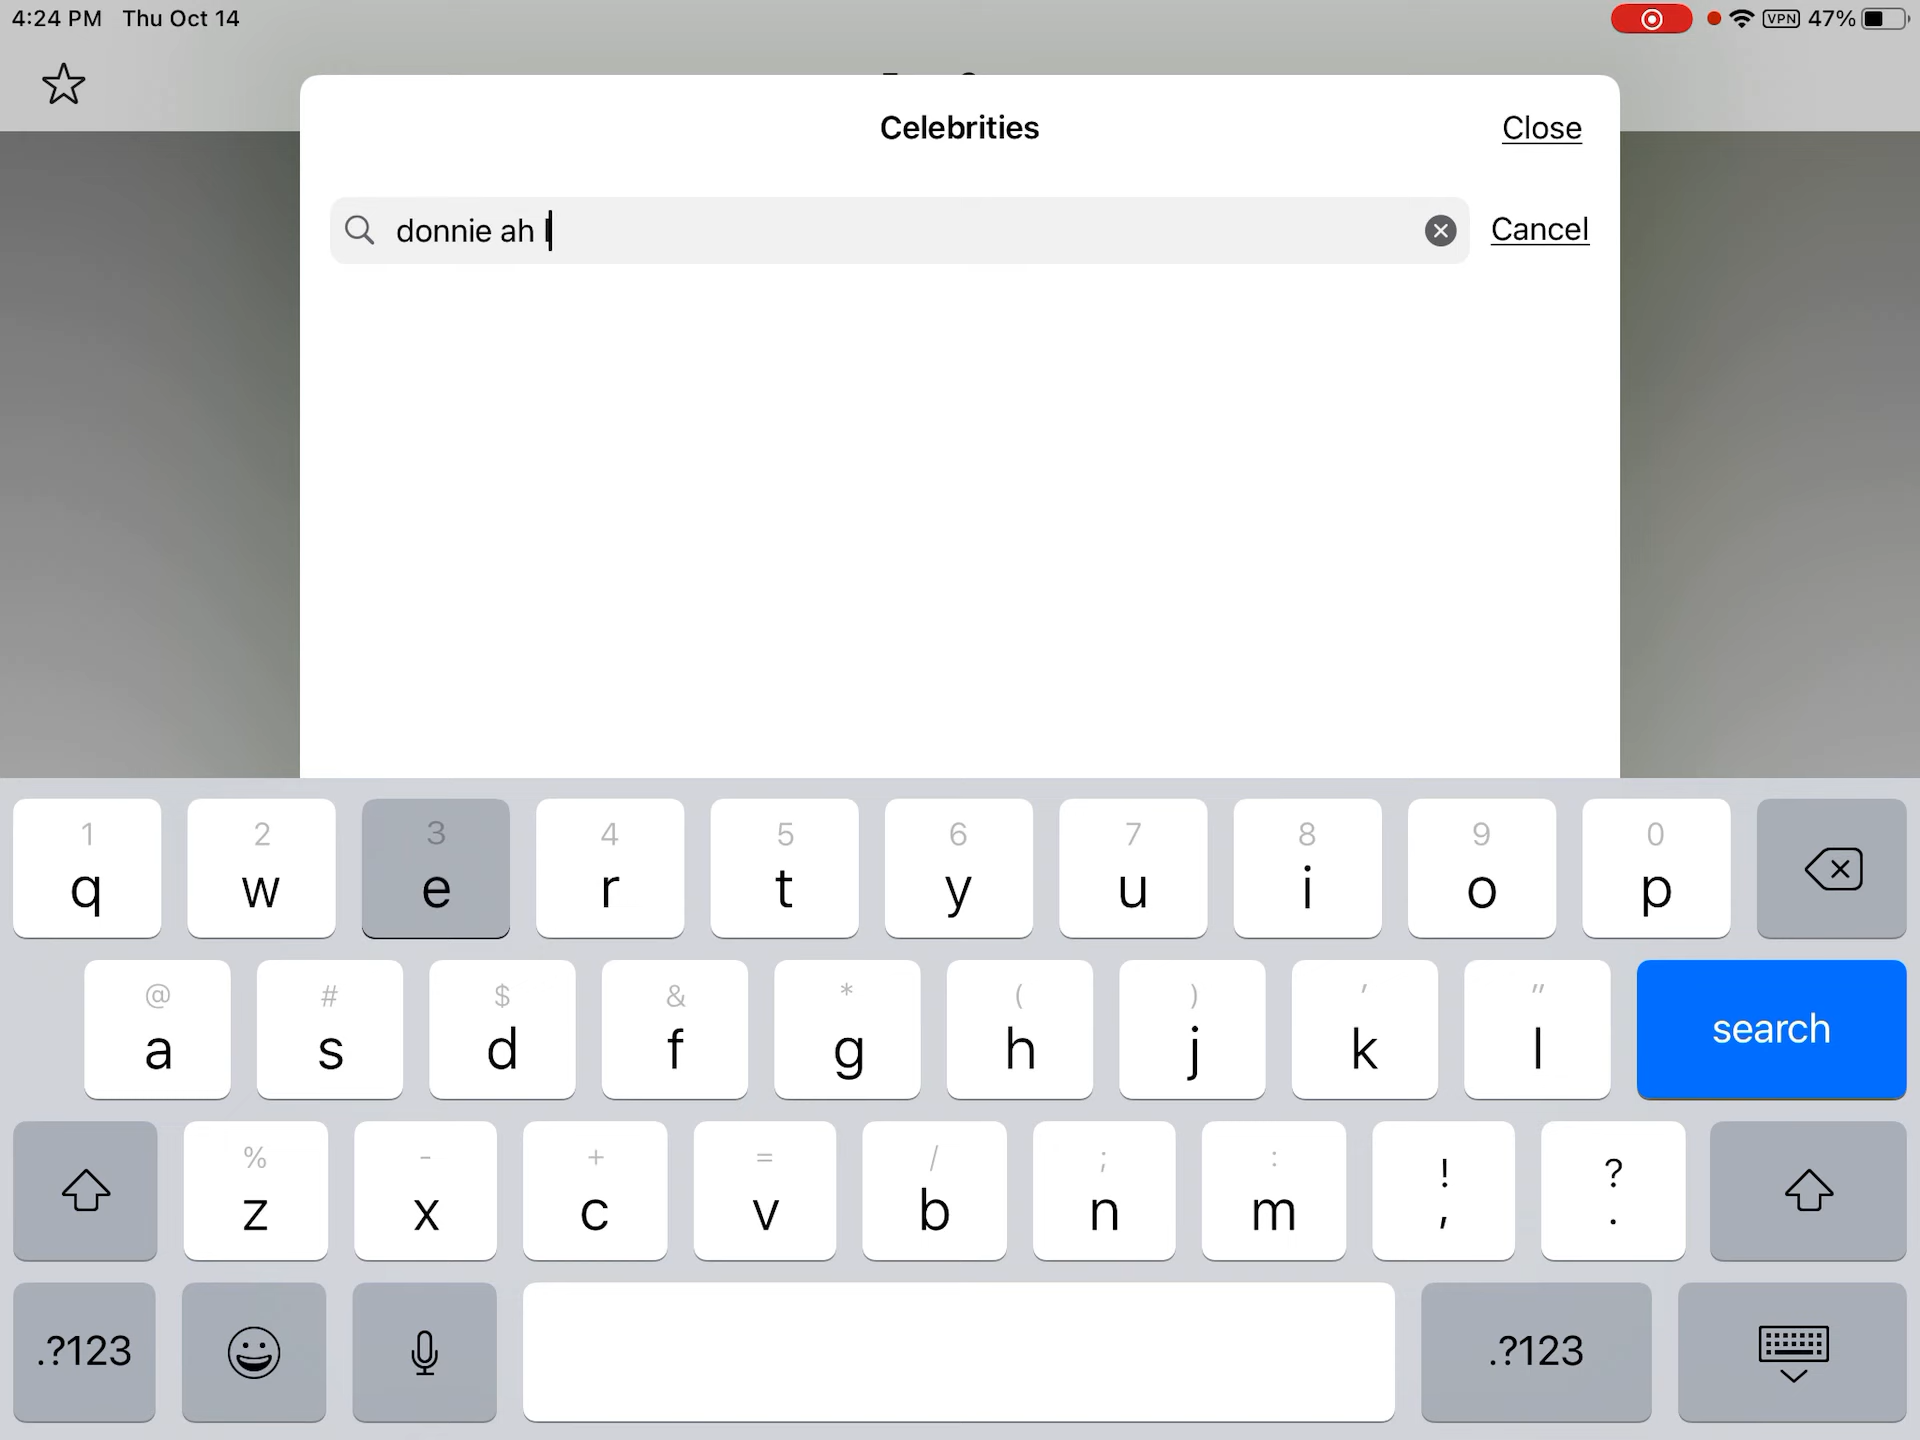 4:24 PM Thu Oct 14
VPN 47%
Celebrities
Close
donnie ah l
Cancel
1 2 3 4 5 6 7 8 9 0
q w e r t y u i o p
@ # $ & * ( ) ' "
a s d f g h j k l search
% - + = / ; : ! ?
z x c v b n m , .
.?123 .?123